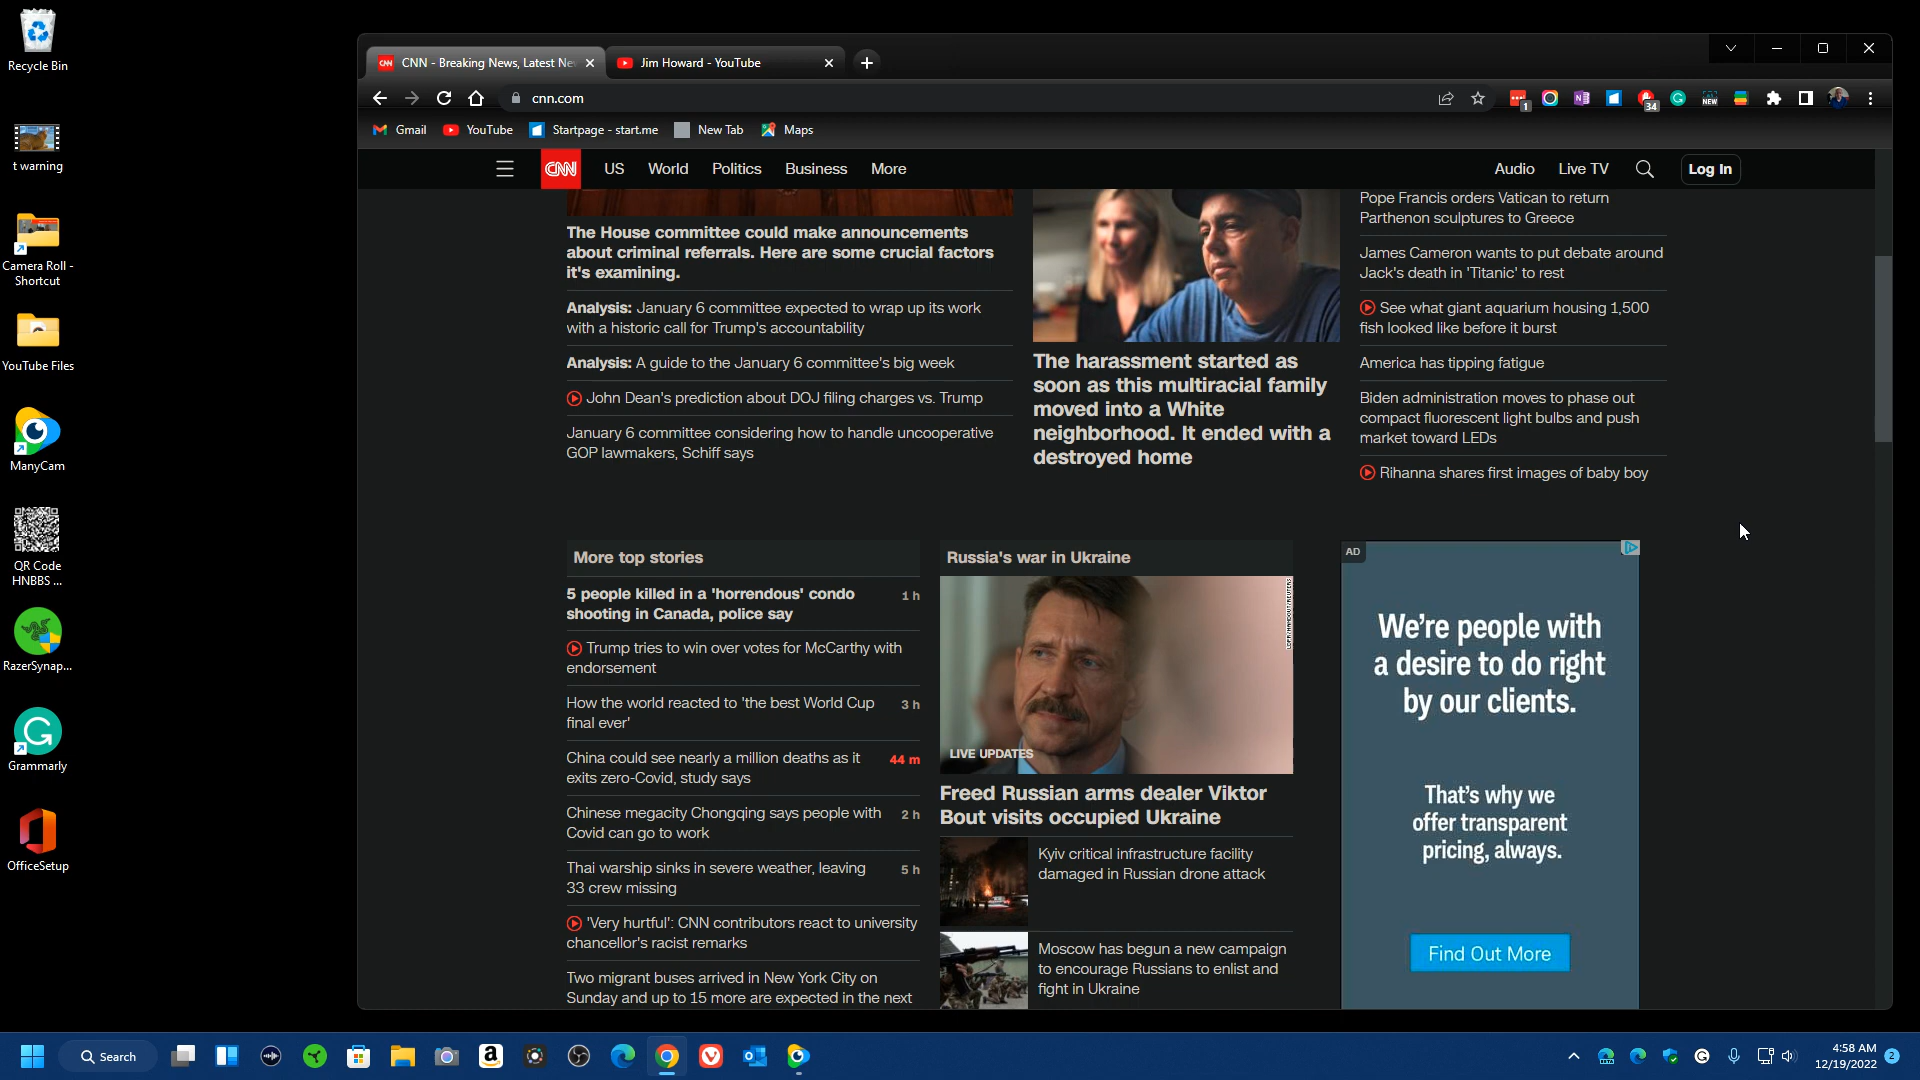 Recycle Bin
t warning
Camera Roll -
Shortcut
YouTube Files
ManyCam
QR Code
HNBBS ...
RazerSynap...
Grammarly
OfficeSetup
CNN - Breaking News, Latest Ne
Jim Howard - YouTube
cnn.com
1
34
NEW
Gmail
YouTube
Startpage - start.me
New Tab
Maps
CNN
US
World
Politics
Business
More
Audio
Live TV
Log In
The House committee could make announcements
about criminal referrals. Here are some crucial factors
it's examining.
Analysis: January 6 committee expected to wrap up its work
with a historic call for Trump's accountability
Analysis: A guide to the January 6 committee's big week
John Dean's prediction about DOJ filing charges vs. Trump
January 6 committee considering how to handle uncooperative
GOP lawmakers, Schiff says
The harassment started as
soon as this multiracial family
moved into a White
neighborhood. It ended with a
destroyed home
Pope Francis orders Vatican to return
Parthenon sculptures to Greece
James Cameron wants to put debate around
Jack's death in 'Titanic' to rest
See what giant aquarium housing 1,500
fish looked like before it burst
America has tipping fatigue
Biden administration moves to phase out
compact fluorescent light bulbs and push
market toward LEDs
Rihanna shares first images of baby boy
More top stories
5 people killed in a 'horrendous' condo
shooting in Canada, police say
1 h
Trump tries to win over votes for McCarthy with
endorsement
How the world reacted to 'the best World Cup
final ever'
3 h
China could see nearly a million deaths as it
exits zero-Covid, study says
44 m
Chinese megacity Chongqing says people with
Covid can go to work
2 h
Thai warship sinks in severe weather, leaving
33 crew missing
5 h
'Very hurtful': CNN contributors react to university
chancellor's racist remarks
Two migrant buses arrived in New York City on
Sunday and up to 15 more are expected in the next
Russia's war in Ukraine
LIVE UPDATES
Freed Russian arms dealer Viktor
Bout visits occupied Ukraine
Kyiv critical infrastructure facility
damaged in Russian drone attack
Moscow has begun a new campaign
to encourage Russians to enlist and
fight in Ukraine
AD
We're people with
a desire to do right
by our clients.
That's why we
offer transparent
pricing, always.
Find Out More
Search
4:58 AM
12/19/2022
2